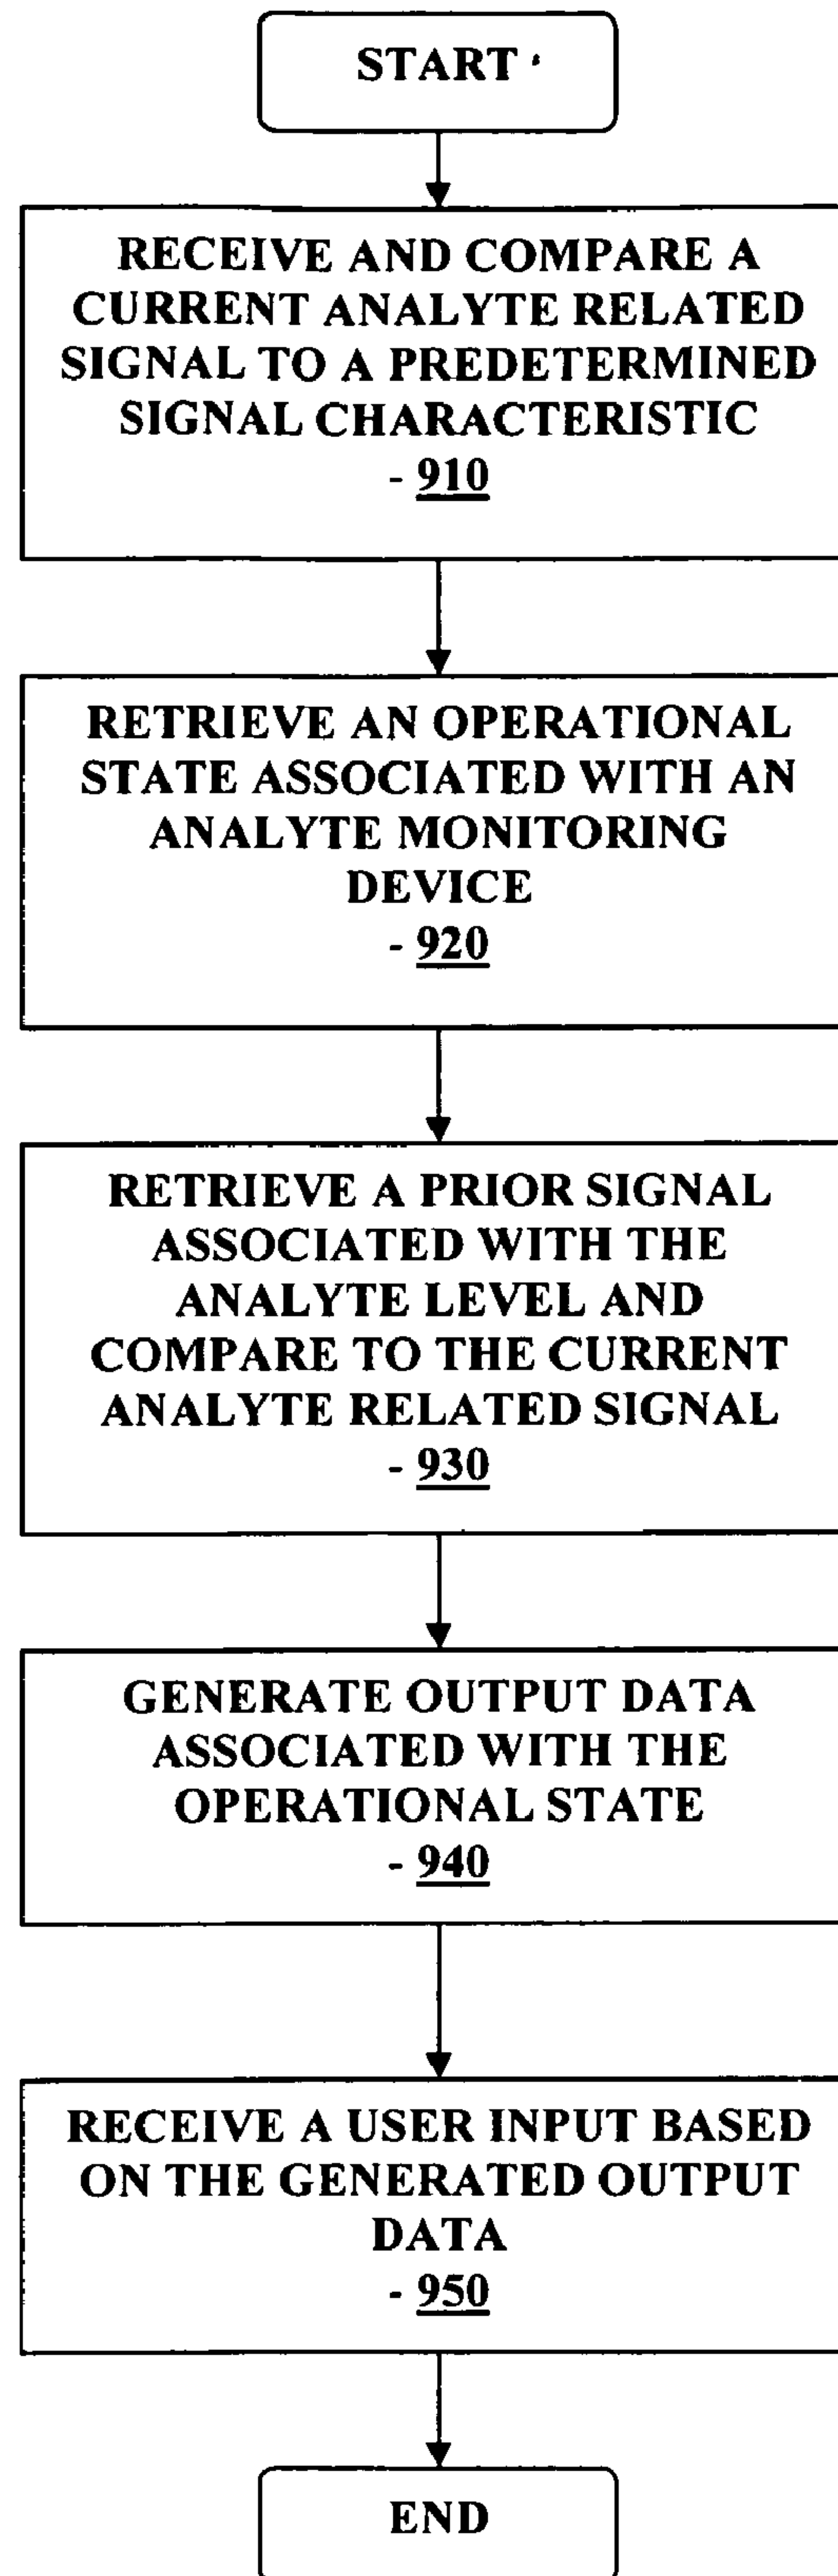 START
RECEIVE AND COMPARE A
CURRENT ANALYTE RELATED
SIGNAL TO A PREDETERMINED
SIGNAL CHARACTERISTIC
- 910
RETRIEVE AN OPERATIONAL
STATE ASSOCIATED WITH AN
ANALYTE MONITORING
DEVICE
- 920
RETRIEVE A PRIOR SIGNAL
ASSOCIATED WITH THE
ANALYTE LEVEL AND
COMPARE TO THE CURRENT
ANALYTE RELATED SIGNAL
- 930
GENERATE OUTPUT DATA
ASSOCIATED WITH THE
OPERATIONAL STATE
- 940
RECEIVE A USER INPUT BASED
ON THE GENERATED OUTPUT
DATA
- 950
END